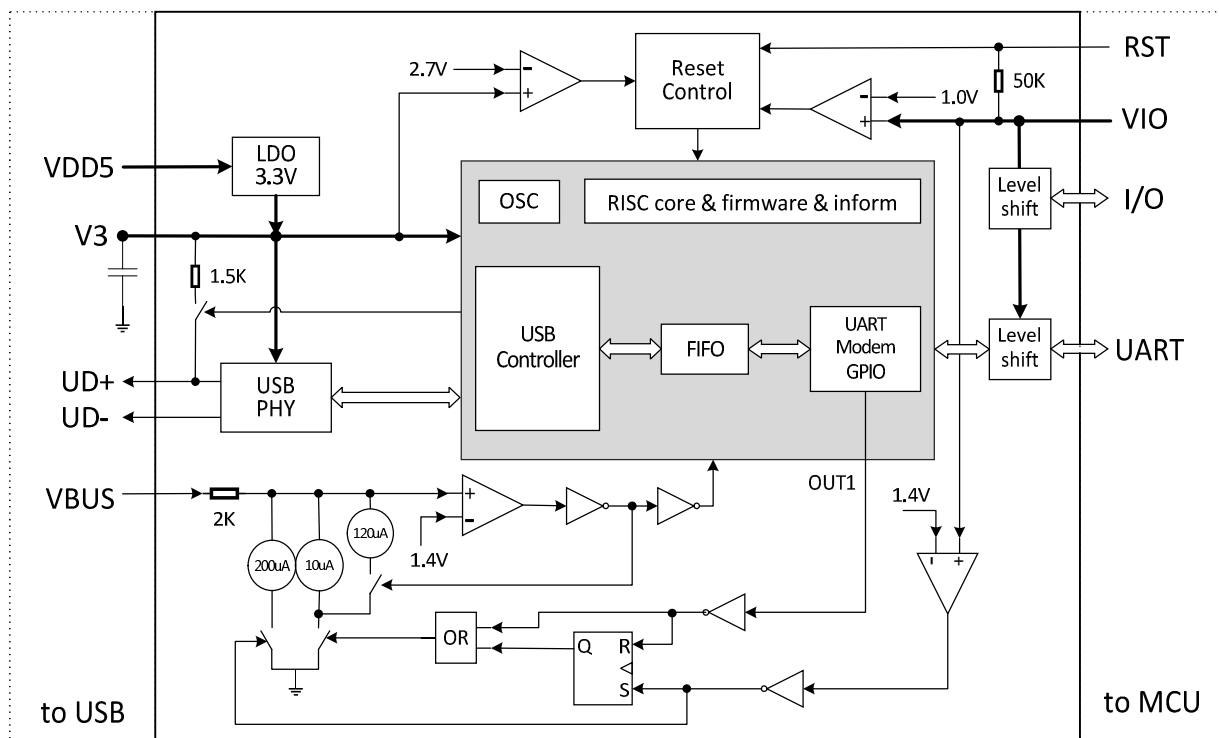 RST
Reset
Control
2.7V
-
+
-
+
1.0V
50K
VIO
VDD5
LDO
3.3V
OSC
RISC core & firmware & inform
Level
shift
I/O
V3
1.5K
USB
Controller
FIFO
UART
Modem
GPIO
Level
shift
UART
UD+
UD-
USB
PHY
VBUS
2K
+
-
1.4V
200uA
10uA
120uA
OUT1
1.4V
-
+
OR
Q
R
S
to USB
to MCU